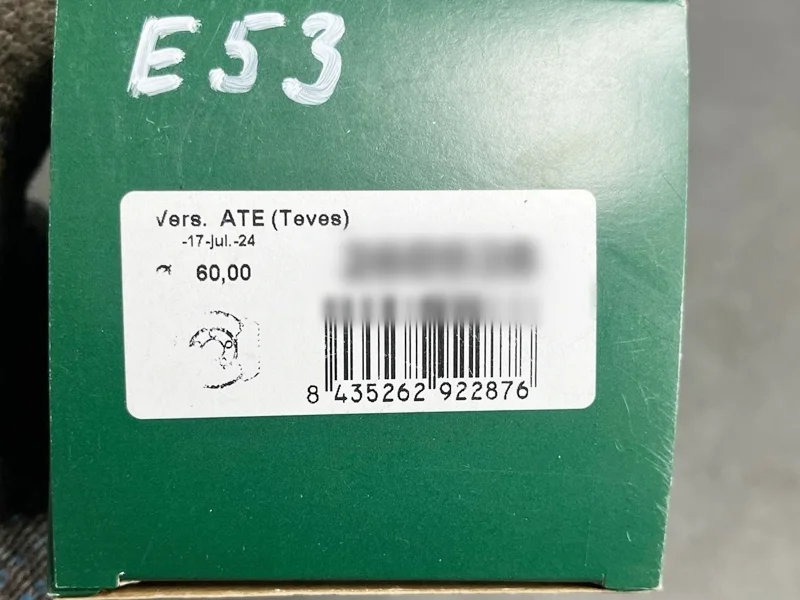 E53
Vers. ATE (Teves)
-17-jul.-24
60,00
8 435262 922876